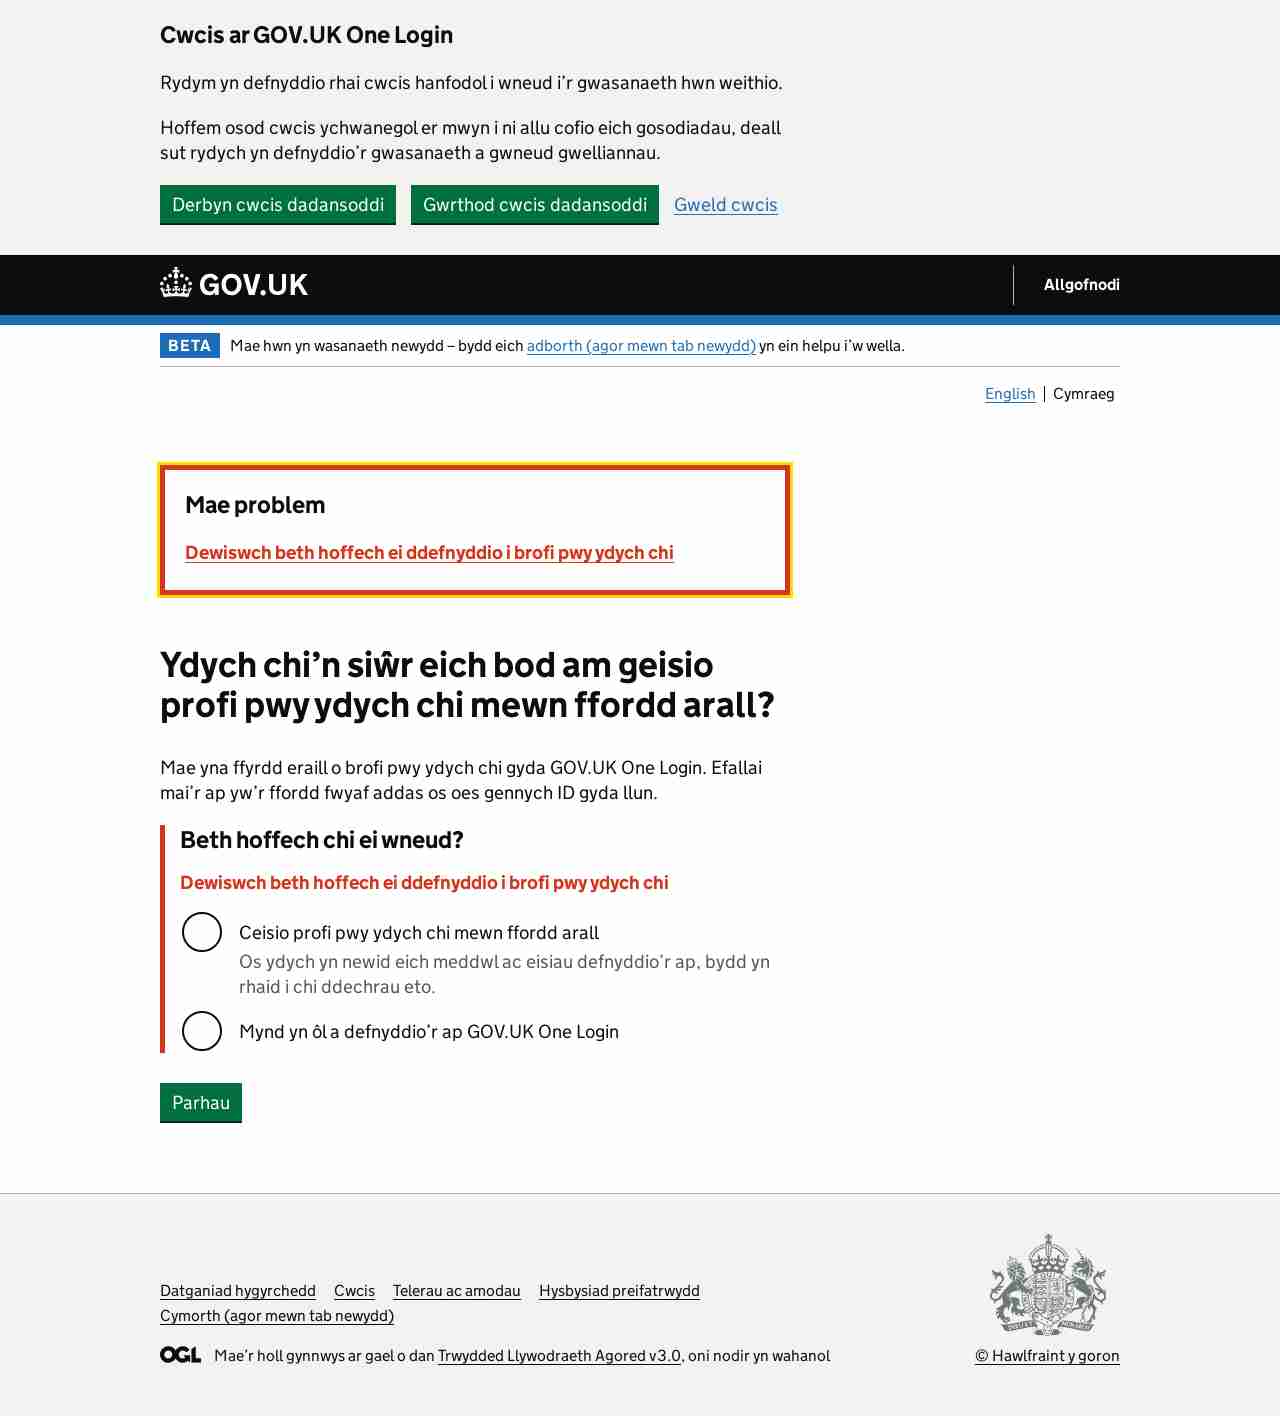 Cwcis ar GOV.UK One Login
Rydym yn defnyddio rhai cwcis hanfodol i wneud i’r gwasanaeth hwn weithio.
Hoffem osod cwcis ychwanegol er mwyn i ni allu cofio eich gosodiadau, deall
sut rydych yn defnyddio’r gwasanaeth a gwneud gwelliannau.
Derbyn cwcis dadansoddi Gwrthod cwcis dadansoddi Gweld cwcis
GOV.UK Allgofnodi
BETA Mae hwn yn wasanaeth newydd – bydd eich adborth (agor mewn tab newydd) yn ein helpu i’w wella.
English Cymraeg
Mae problem
Dewiswch beth hoffech ei ddefnyddio i brofi pwy ydych chi
Ydych chi’n siŵr eich bod am geisio
profi pwy ydych chi mewn ffordd arall?
Mae yna ffyrdd eraill o brofi pwy ydych chi gyda GOV.UK One Login. Efallai
mai’r ap yw’r ffordd fwyaf addas os oes gennych ID gyda llun.
Beth hoffech chi ei wneud?
Dewiswch beth hoffech ei ddefnyddio i brofi pwy ydych chi
Ceisio profi pwy ydych chi mewn ffordd arall
Os ydych yn newid eich meddwl ac eisiau defnyddio’r ap, bydd yn
rhaid i chi ddechrau eto.
Mynd yn ôl a defnyddio’r ap GOV.UK One Login
Parhau
Datganiad hygyrchedd Cwcis Telerau ac amodau Hysbysiad preifatrwydd
Cymorth (agor mewn tab newydd)
OGL Mae’r holl gynnwys ar gael o dan Trwydded Llywodraeth Agored v3.0, oni nodir yn wahanol
© Hawlfraint y goron